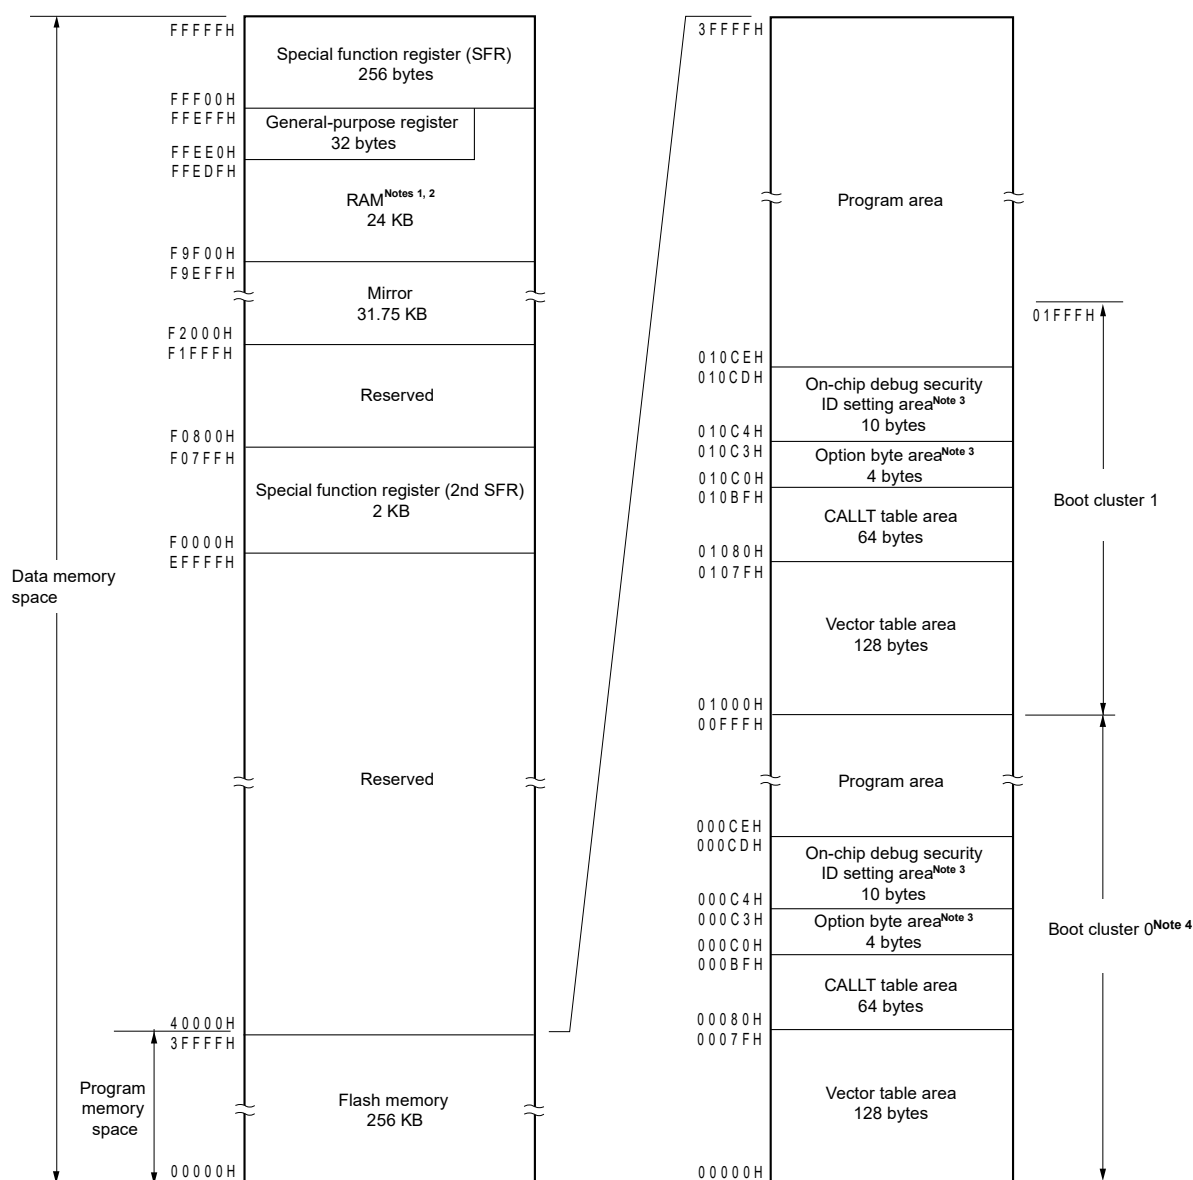 FFFFFH
Special function register (SFR)
256 bytes
FFF00H
FFEFFH
General-purpose register
32 bytes
FFEE0H
FFEDFH
RAMNotes 1, 2
24 KB
F9F00H
F9EFFH
Mirror
31.75 KB
F2000H
F1FFFH
Reserved
F0800H
F07FFH
Special function register (2nd SFR)
2 KB
F0000H
EFFFFH
Data memory
space
Reserved
40000H
3FFFFH
Program
memory
space
Flash memory
256 KB
00000H
3FFFFH
Program area
01FFFH
010CEH
010CDH
On-chip debug security
ID setting areaNote 3
10 bytes
010C4H
010C3H
Option byte areaNote 3
4 bytes
010C0H
010BFH
CALLT table area
64 bytes
01080H
0107FH
Boot cluster 1
Vector table area
128 bytes
01000H
00FFFH
Program area
000CEH
000CDH
On-chip debug security
ID setting areaNote 3
10 bytes
000C4H
000C3H
Option byte areaNote 3
4 bytes
000C0H
000BFH
Boot cluster 0Note 4
CALLT table area
64 bytes
00080H
0007FH
Vector table area
128 bytes
00000H